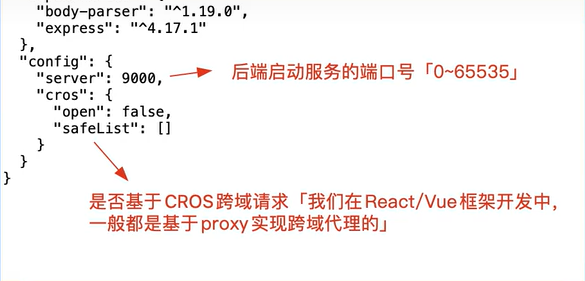 "body-parser": "^1.19.0",
"express": "^4.17.1"
},
"config": {
"server": 9000,
后端启动服务的端口号「0~65535」
"cros": {
"open": false,
"safeList": []
}
}
}
是否基于CROS跨域请求「我们在React/Vue框架开发中，
一般都是基于proxy实现跨域代理的」